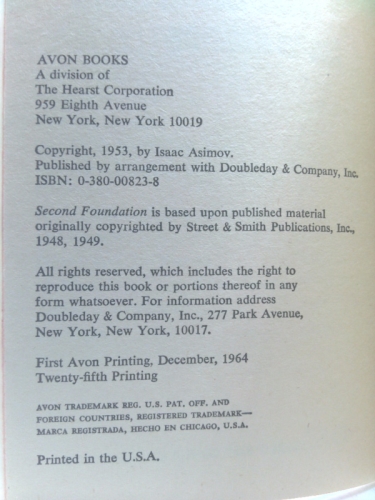 AVON BOOKS
A division of
The Hearst Corporation
959 Eighth Avenue
New York, New York 10019
Copyright, 1953, by Isaac Asimov.
Published by arrangement with Doubleday & Company, Inc.
ISBN: 0-380-00823-8
Second Foundation is based upon published material
originally copyrighted by Street & Smith Publications, Inc.,
1948, 1949.
All rights reserved, which includes the right to
reproduce this book or portions thereof in any
form whatsoever. For information address
Doubleday & Company, Inc., 277 Park Avenue,
New York, New York, 10017.
First Avon Printing, December, 1964
Twenty-fifth Printing
AVON TRADEMARK REG. U.S. PAT. OFF. AND
FOREIGN COUNTRIES, REGISTERED TRADEMARK—
MARCA REGISTRADA, HECHO EN CHICAGO, U.S.A.
Printed in the U.S.A.